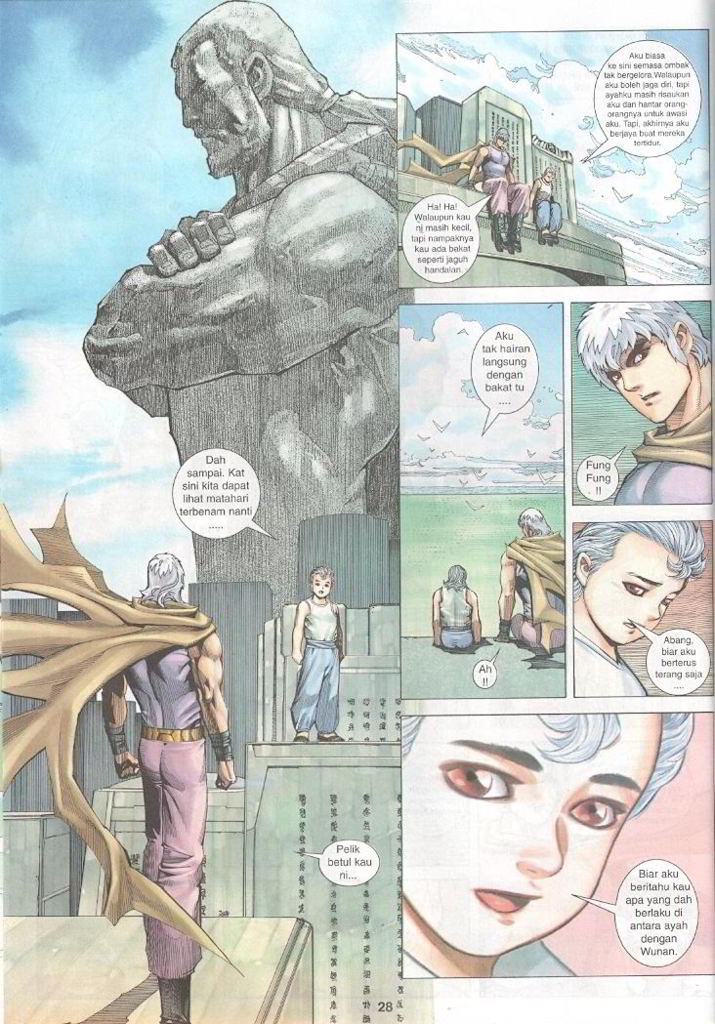 Dah
sampai. Kat
sini kita dapat
lihat matahari
terbenam nanti
.....
Pelik
betul kau
ni...
Aku biasa
ke sini semasa ombak
tak bergelora.Walaupun
aku boleh jaga diri, tapi
ayahku masih risaukan
aku dan hantar orang-
orangnya untuk awasi
aku. Tapi, akhirnya aku
berjaya buat mereka
tertidur.
Ha! Ha!
Walaupun kau
ni masih kecil,
tapi nampaknya
kau ada bakat
seperti jaguh
handalan.
Aku
tak hairan
langsung
dengan
bakat tu
....
Ah
!!
Fung
Fung
. !!
Abang,
biar aku
berterus
terang saja
....
Biar aku
beritahu kau
apa yang dah
berlaku di
antara ayah
dengan
Wunan.
28